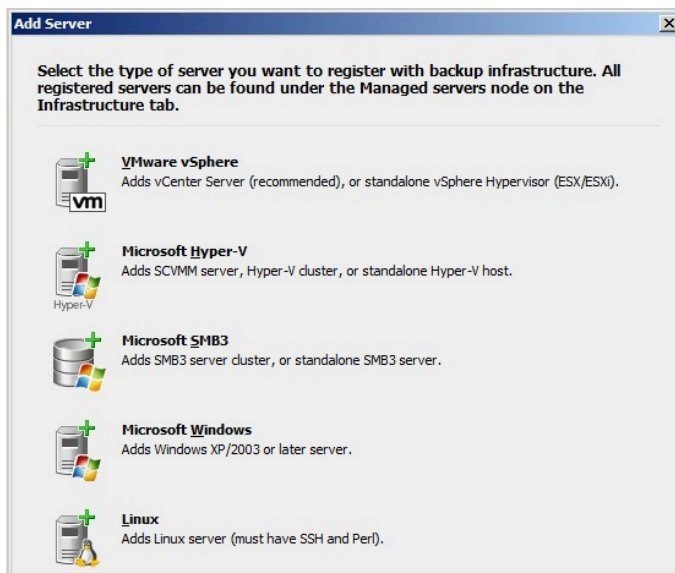 Add Server
Select the type of server you want to register with backup infrastructure. All
registered servers can be found under the Managed servers node on the
Infrastructure tab.
VMware vSphere
Adds vCenter Server (recommended), or standalone vSphere Hypervisor (ESX/ESXi).
vm
Microsoft Hyper-V
Adds SCVMM server, Hyper-V cluster, or standalone Hyper-V host.
Hyper-V
Microsoft SMB3
Adds SMB3 server cluster, or standalone SMB3 server.
Microsoft Windows
Adds Windows XP/2003 or later server.
Linux
Adds Linux server (must have SSH and Perl).